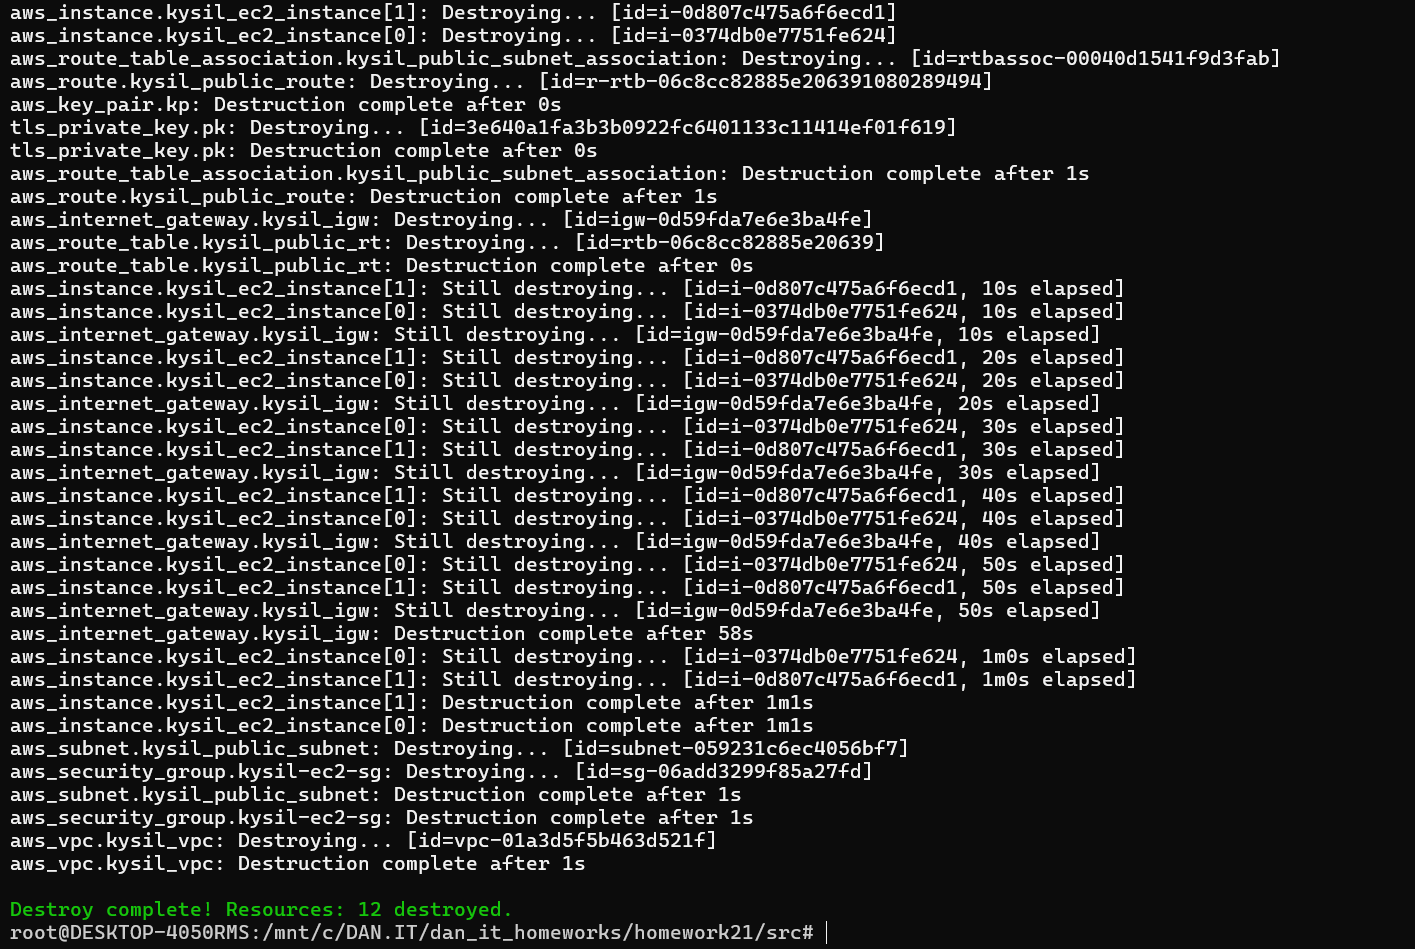 aws_instance.kysil_ec2_instance[1]: Destroying... [id=i-0d807c475a6f6ecd1]
aws_instance.kysil_ec2_instance[0]: Destroying... [id=i-0374db0e7751fe624]
aws_route_table_association.kysil_public_subnet_association: Destroying... [id=rtbassoc-00040d1541f9d3fab]
aws_route.kysil_public_route: Destroying... [id=r-rtb-06c8cc82885e206391080289494]
aws_key_pair.kp: Destruction complete after 0s
tls_private_key.pk: Destroying... [id=3e640a1fa3b3b0922fc6401133c11414ef01f619]
tls_private_key.pk: Destruction complete after 0s
aws_route_table_association.kysil_public_subnet_association: Destruction complete after 1s
aws_route.kysil_public_route: Destruction complete after 1s
aws_internet_gateway.kysil_igw: Destroying... [id=igw-0d59fda7e6e3ba4fe]
aws_route_table.kysil_public_rt: Destroying... [id=rtb-06c8cc82885e20639]
aws_route_table.kysil_public_rt: Destruction complete after 0s
aws_instance.kysil_ec2_instance[1]: Still destroying... [id=i-0d807c475a6f6ecd1, 10s elapsed]
aws_instance.kysil_ec2_instance[0]: Still destroying... [id=i-0374db0e7751fe624, 10s elapsed]
aws_internet_gateway.kysil_igw: Still destroying... [id=igw-0d59fda7e6e3ba4fe, 10s elapsed]
aws_instance.kysil_ec2_instance[1]: Still destroying... [id=i-0d807c475a6f6ecd1, 20s elapsed]
aws_instance.kysil_ec2_instance[0]: Still destroying... [id=i-0374db0e7751fe624, 20s elapsed]
aws_internet_gateway.kysil_igw: Still destroying... [id=igw-0d59fda7e6e3ba4fe, 20s elapsed]
aws_instance.kysil_ec2_instance[0]: Still destroying... [id=i-0374db0e7751fe624, 30s elapsed]
aws_instance.kysil_ec2_instance[1]: Still destroying... [id=i-0d807c475a6f6ecd1, 30s elapsed]
aws_internet_gateway.kysil_igw: Still destroying... [id=igw-0d59fda7e6e3ba4fe, 30s elapsed]
aws_instance.kysil_ec2_instance[1]: Still destroying... [id=i-0d807c475a6f6ecd1, 40s elapsed]
aws_instance.kysil_ec2_instance[0]: Still destroying... [id=i-0374db0e7751fe624, 40s elapsed]
aws_internet_gateway.kysil_igw: Still destroying... [id=igw-0d59fda7e6e3ba4fe, 40s elapsed]
aws_instance.kysil_ec2_instance[0]: Still destroying... [id=i-0374db0e7751fe624, 50s elapsed]
aws_instance.kysil_ec2_instance[1]: Still destroying... [id=i-0d807c475a6f6ecd1, 50s elapsed]
aws_internet_gateway.kysil_igw: Still destroying... [id=igw-0d59fda7e6e3ba4fe, 50s elapsed]
aws_internet_gateway.kysil_igw: Destruction complete after 58s
aws_instance.kysil_ec2_instance[0]: Still destroying... [id=i-0374db0e7751fe624, 1m0s elapsed]
aws_instance.kysil_ec2_instance[1]: Still destroying... [id=i-0d807c475a6f6ecd1, 1m0s elapsed]
aws_instance.kysil_ec2_instance[1]: Destruction complete after 1m1s
aws_instance.kysil_ec2_instance[0]: Destruction complete after 1m1s
aws_subnet.kysil_public_subnet: Destroying... [id=subnet-059231c6ec4056bf7]
aws_security_group.kysil-ec2-sg: Destroying... [id=sg-06add3299f85a27fd]
aws_subnet.kysil_public_subnet: Destruction complete after 1s
aws_security_group.kysil-ec2-sg: Destruction complete after 1s
aws_vpc.kysil_vpc: Destroying... [id=vpc-01a3d5f5b463d521f]
aws_vpc.kysil_vpc: Destruction complete after 1s
Destroy complete! Resources: 12 destroyed.
root@DESKTOP-4050RMS:/mnt/c/DAN.IT/dan_it_homeworks/homework21/src#